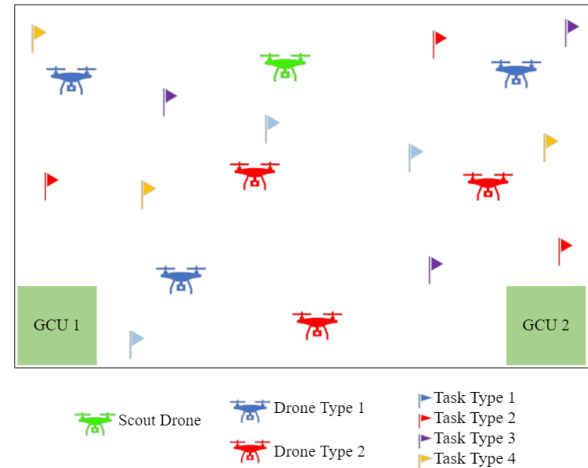 GCU 1
GCU 2
Scout Drone
Drone Type 1
Drone Type 2
Task Type 1
Task Type 2
Task Type 3
Task Type 4